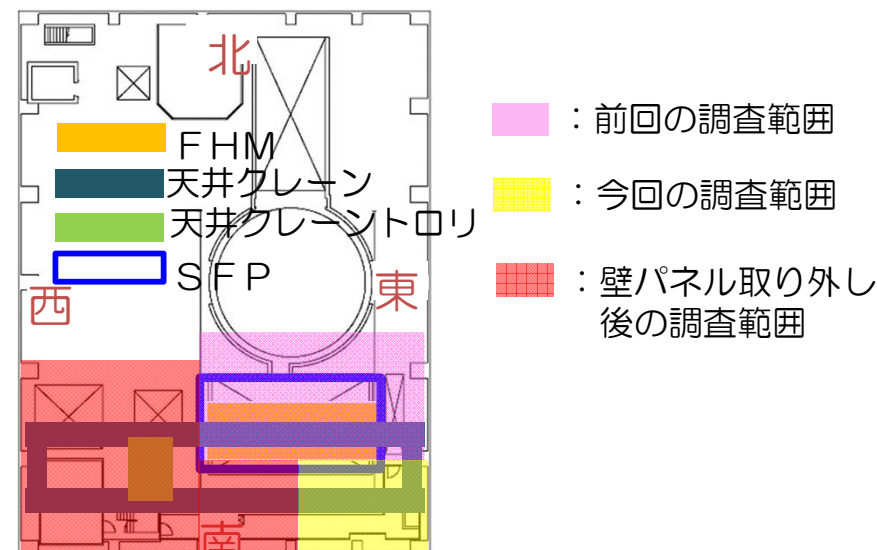 北
ＦＨＭ
天井クレーン
天井クレーントロリ
ＳＦＰ
西
東
南
：前回の調査範囲
：今回の調査範囲
：壁パネル取り外し
後の調査範囲